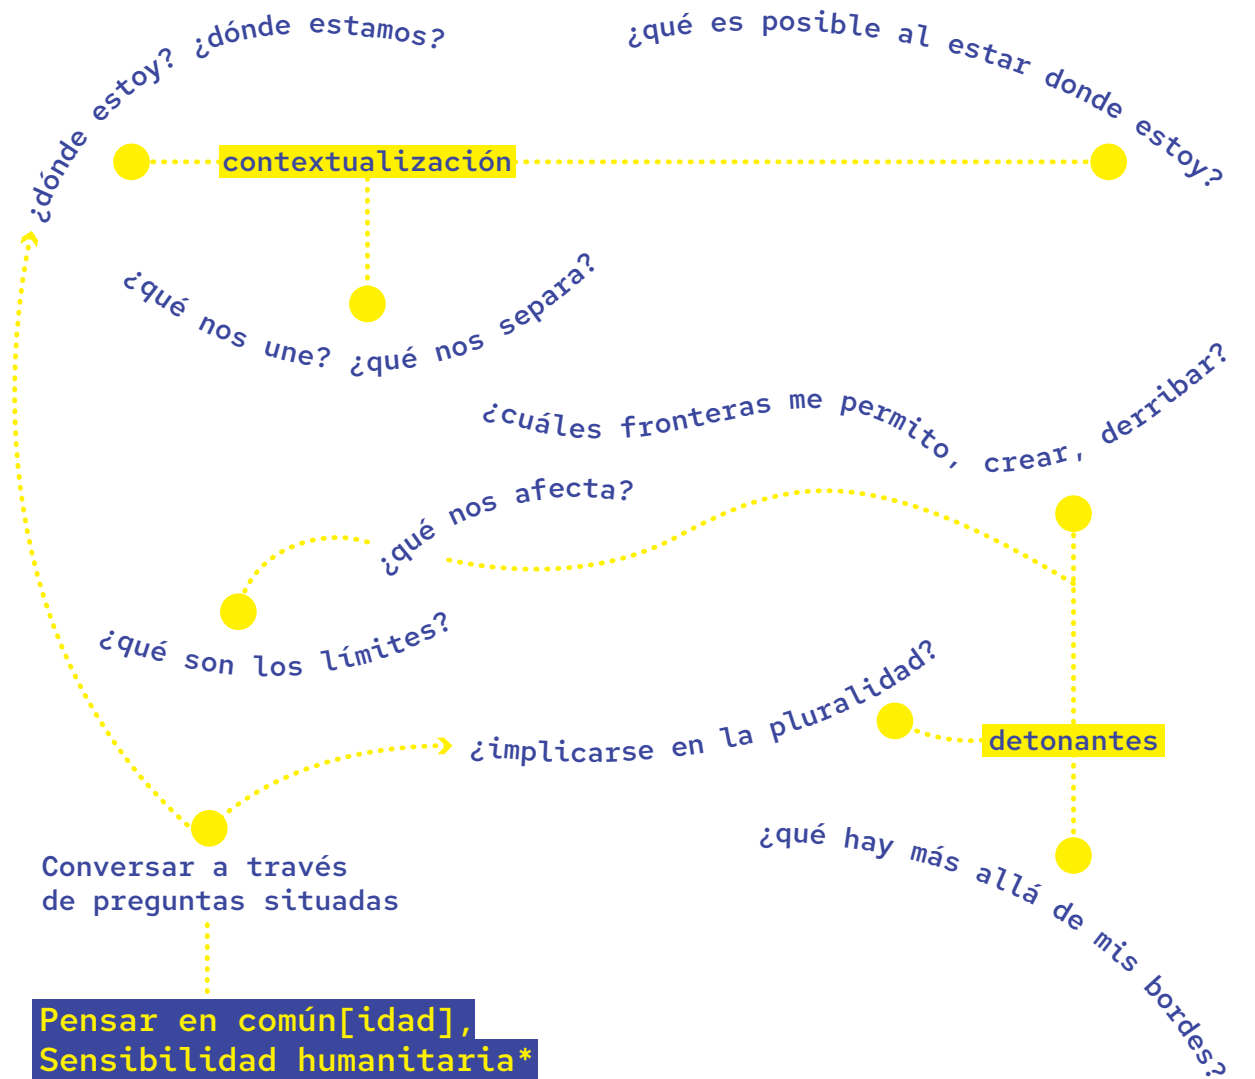 ¿dónde estoy? ¿dónde estamos?
¿qué es posible al estar donde estoy?
contextualización
¿qué nos une? ¿qué nos separa?
¿cuáles fronteras me permito, crear, derribar?
¿qué nos afecta?
¿qué son los límites?
¿implicarse en la pluralidad?
detonantes
¿qué hay más allá de mis bordes?
Conversar a través
de preguntas situadas
Pensar en común[idad],
Sensibilidad humanitaria*